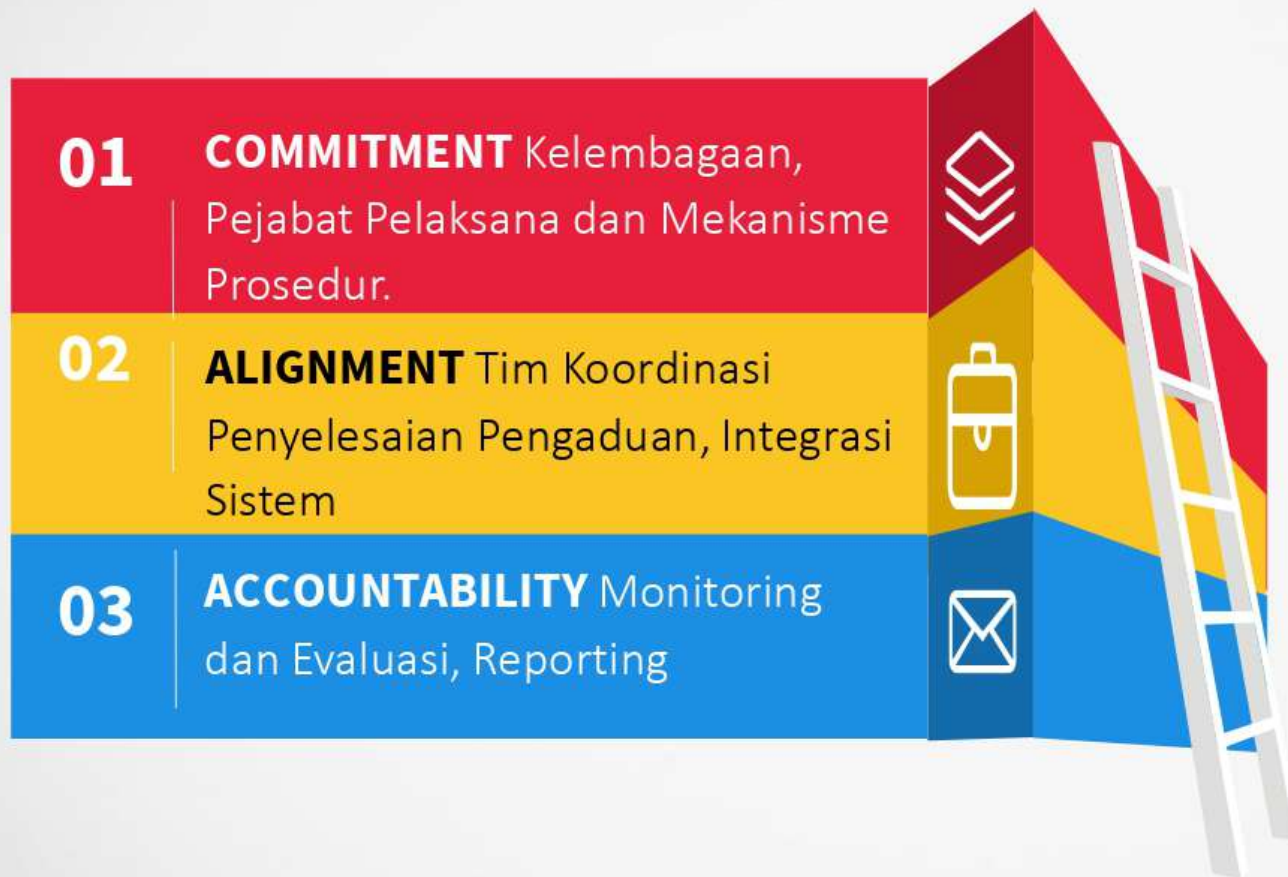 01
COMMITMENT Kelembagaan,
Pejabat Pelaksana dan Mekanisme
Prosedur.
02
ALIGNMENT Tim Koordinasi
Penyelesaian Pengaduan, Integrasi
Sistem
03
ACCOUNTABILITY Monitoring
dan Evaluasi, Reporting